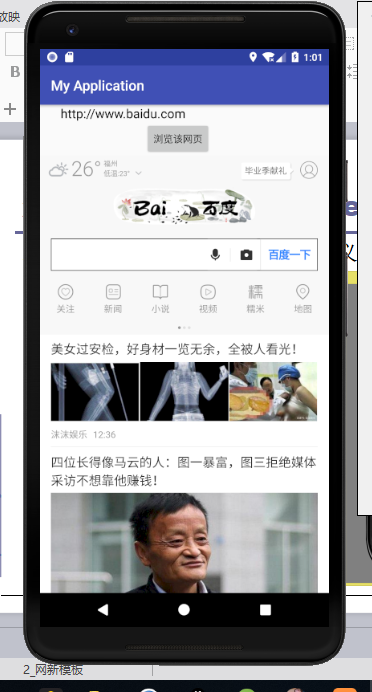 放映
B
1:01
My Application
http://www.baidu.com
浏览该网页
26°
福州
低温:23°
毕业季献礼
Bai 百度
百度一下
关注
新闻
小说
视频
糯米
糯米
地图
美女过安检，好身材一览无余，全被人看光！
沫沫娱乐 12:36
四位长得像马云的人：图一暴富，图三拒绝媒体
采访不想靠他赚钱！
2_网新模板